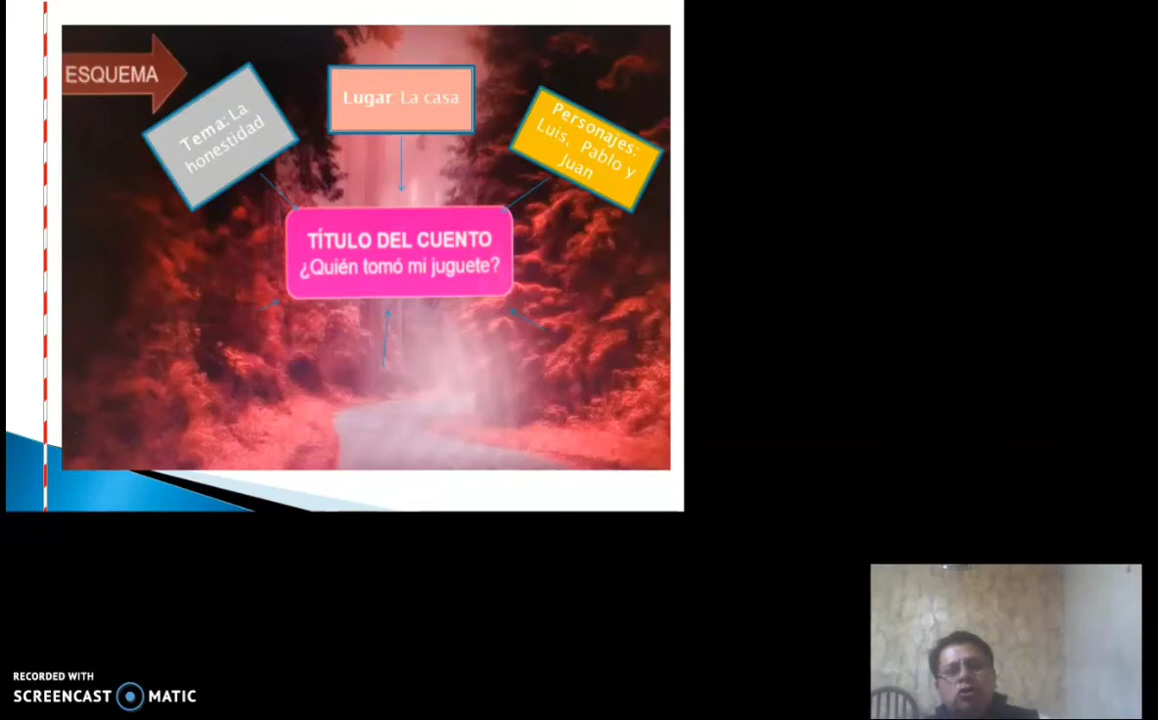 ESQUEMA
Tema: La
honestidad
Lugar: La casa
Personajes:
Luis, Pablo y
Juan
TÍTULO DEL CUENTO
¿Quién tomó mi juguete?
RECORDED WITH
SCREENCAST MATIC